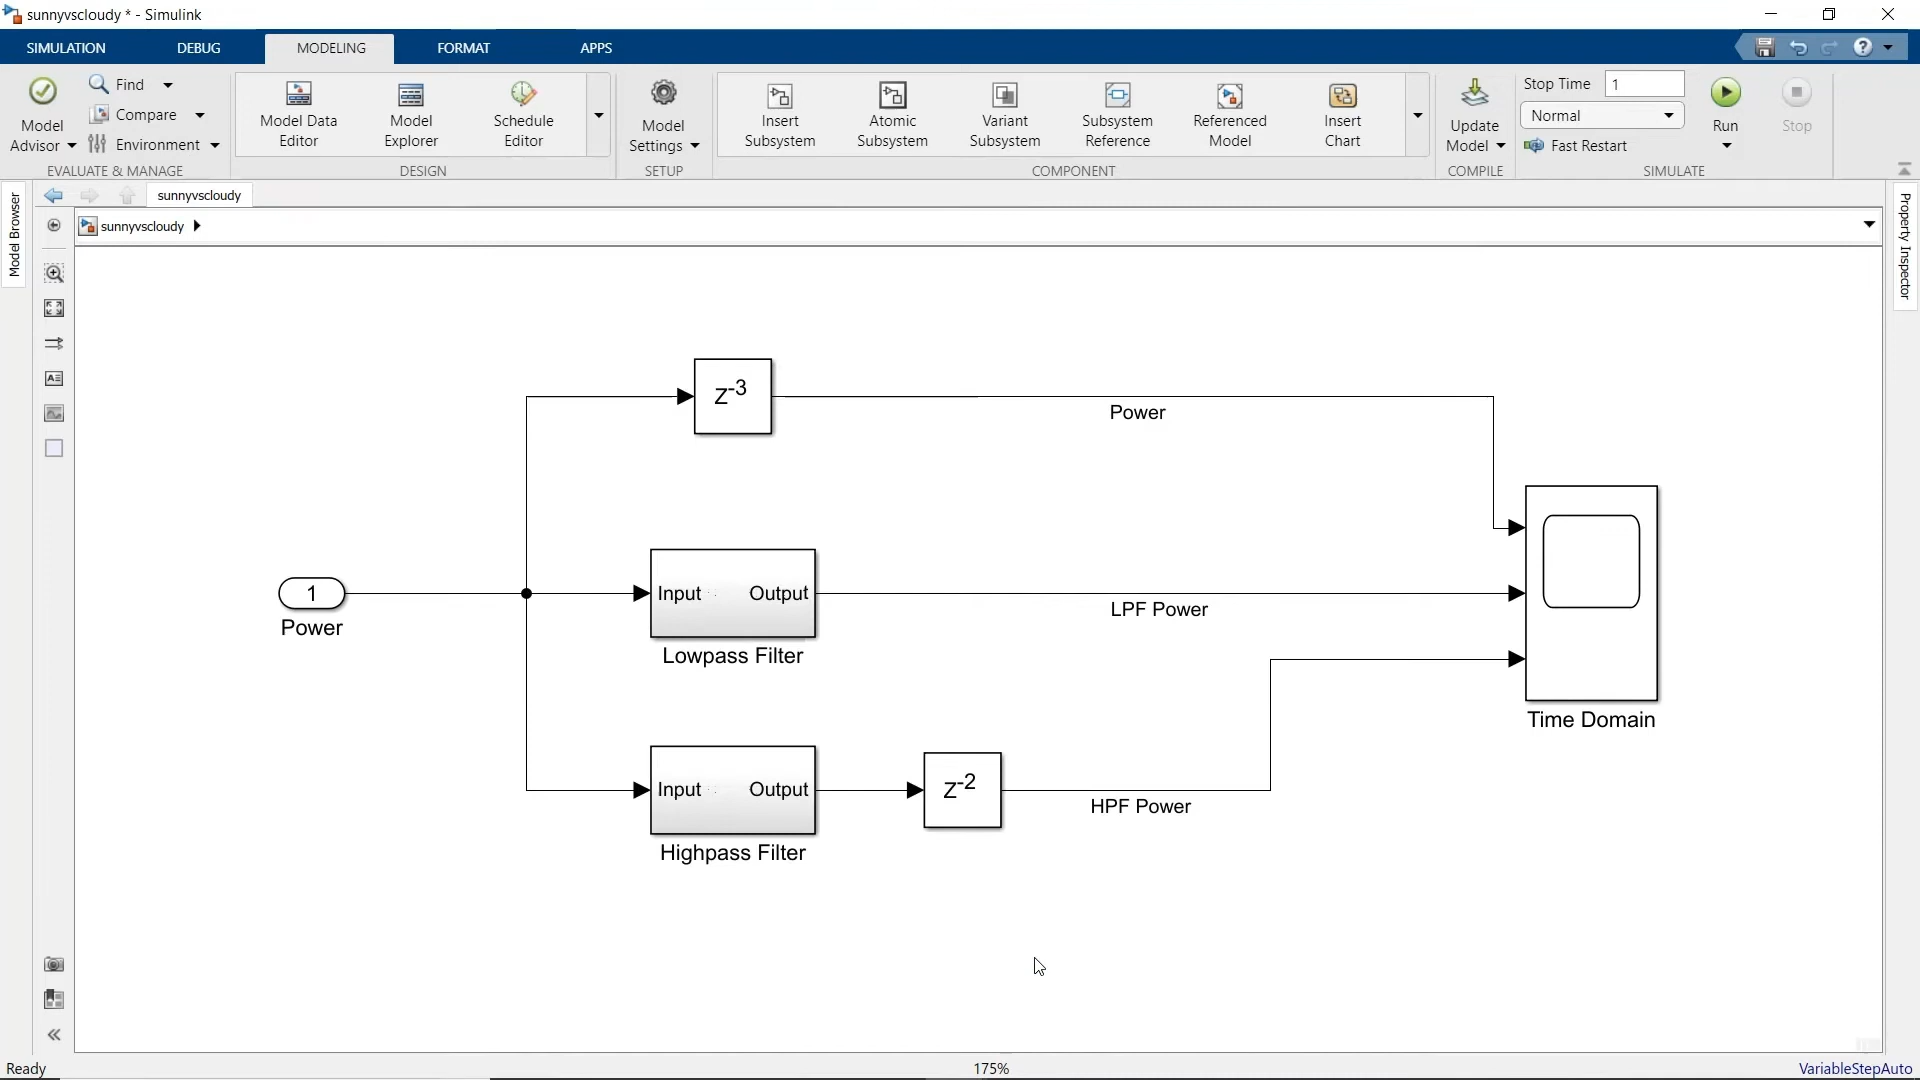 sunnyvscloudy * - Simulink
SIMULATION
DEBUG
MODELING
FORMAT
APPS
Model
Advisor
Find
Compare
Environment
EVALUATE & MANAGE
Model Data
Editor
Model
Explorer
Schedule
Editor
DESIGN
Model
Settings
SETUP
Insert
Subsystem
Atomic
Subsystem
Variant
Subsystem
Subsystem
Reference
Referenced
Model
Insert
Chart
COMPONENT
Update
Model
COMPILE
Stop Time 1
Normal
Fast Restart
Run
Stop
SIMULATE
Model Browser
sunnyvscloudy
sunnyvscloudy
Property Inspector
Z-3
Power
1
Power
Input Output
Lowpass Filter
LPF Power
Time Domain
Input Output
Highpass Filter
Z-2
HPF Power
Ready
175%
VariableStepAuto